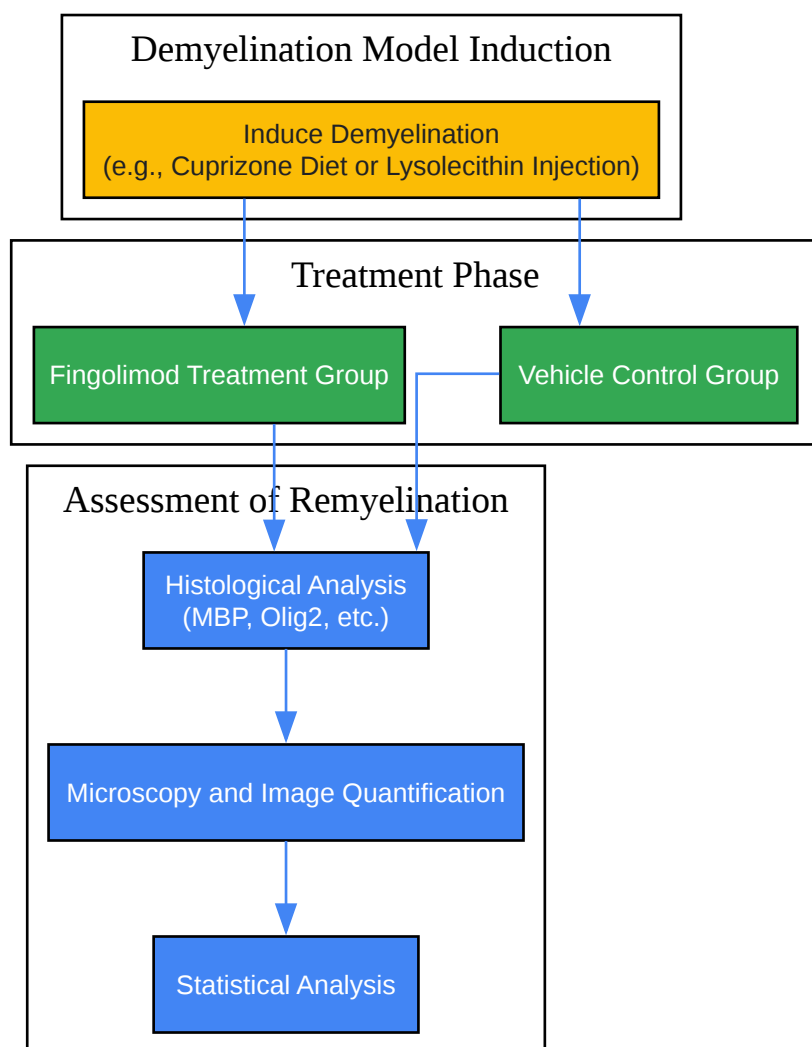 Demyelination Model Induction
Induce Demyelination
(e.g., Cuprizone Diet or Lysolecithin Injection)
Treatment Phase
Fingolimod Treatment Group
Vehicle Control Group
Assessment of Remyelination
Histological Analysis
(MBP, Olig2, etc.)
Microscopy and Image Quantification
Statistical Analysis